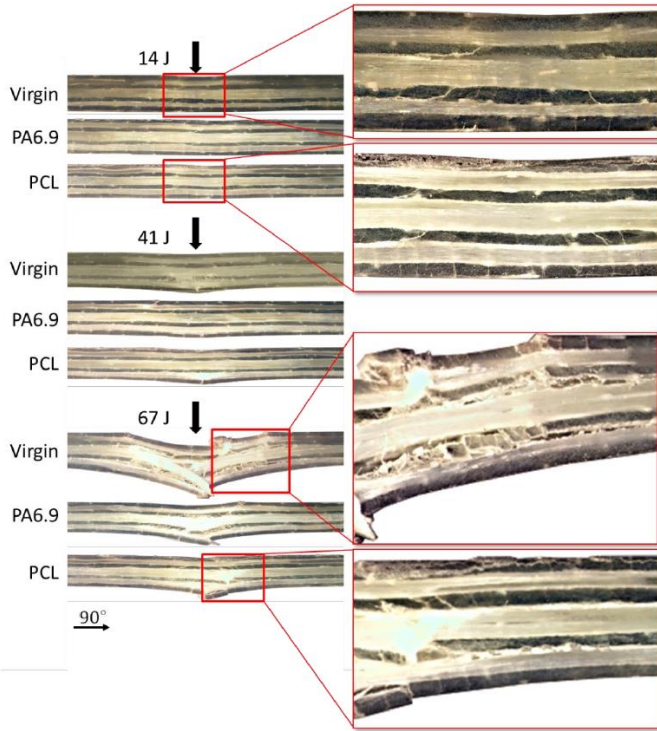 14 J
Virgin
PA6.9
PCL
41 J
Virgin
PA6.9
PCL
67 J
Virgin
PA6.9
PCL
90°